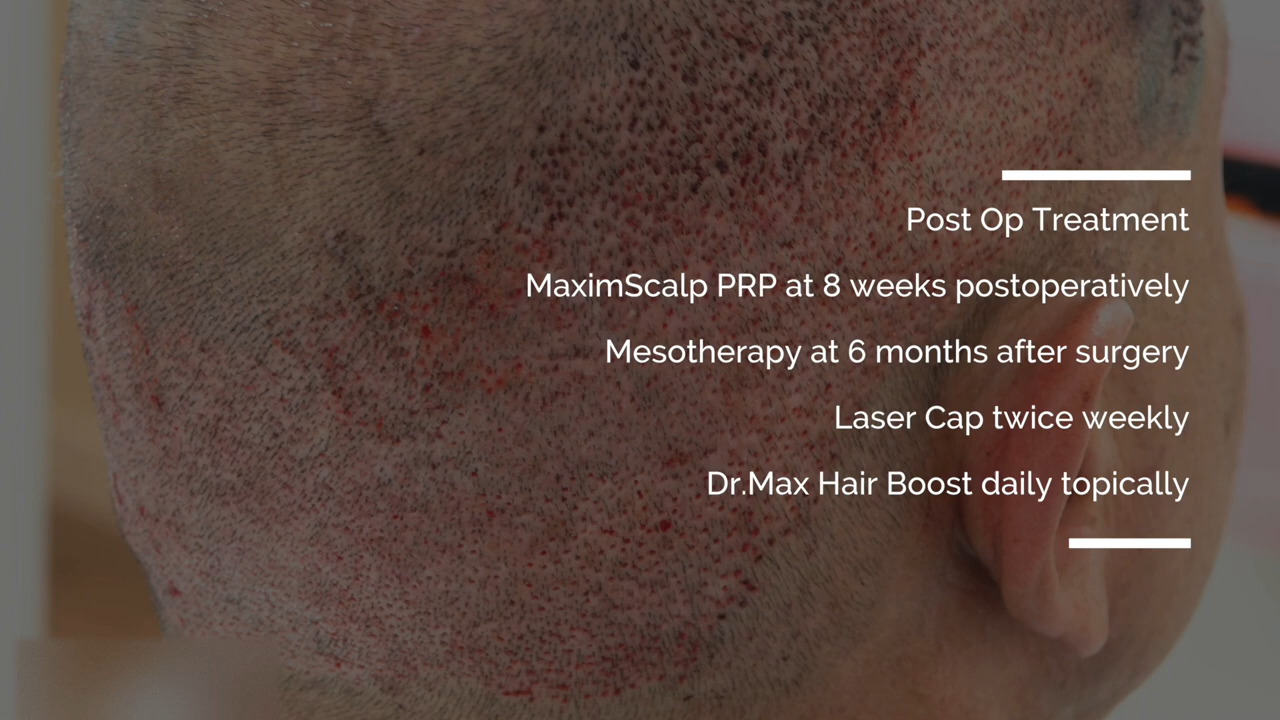 Post Op Treatment
MaximScalp PRP at 8 weeks postoperatively
Mesotherapy at 6 months after surgery
Laser Cap twice weekly
Dr.Max Hair Boost daily topically